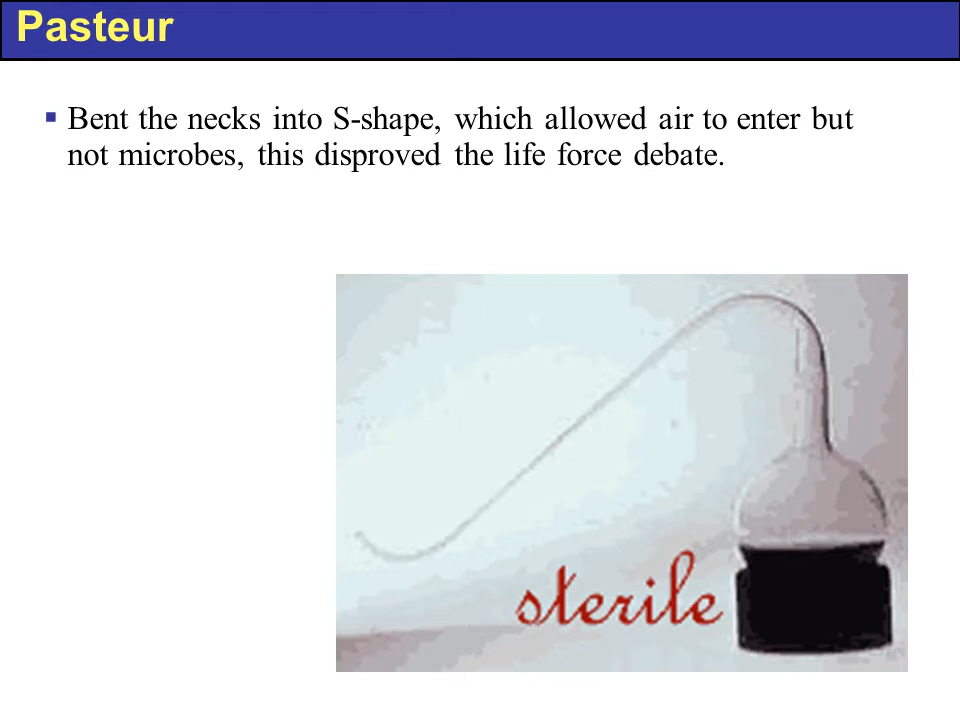 Pasteur
Bent the necks into S-shape, which allowed air to enter but
not microbes, this disproved the life force debate.
sterile